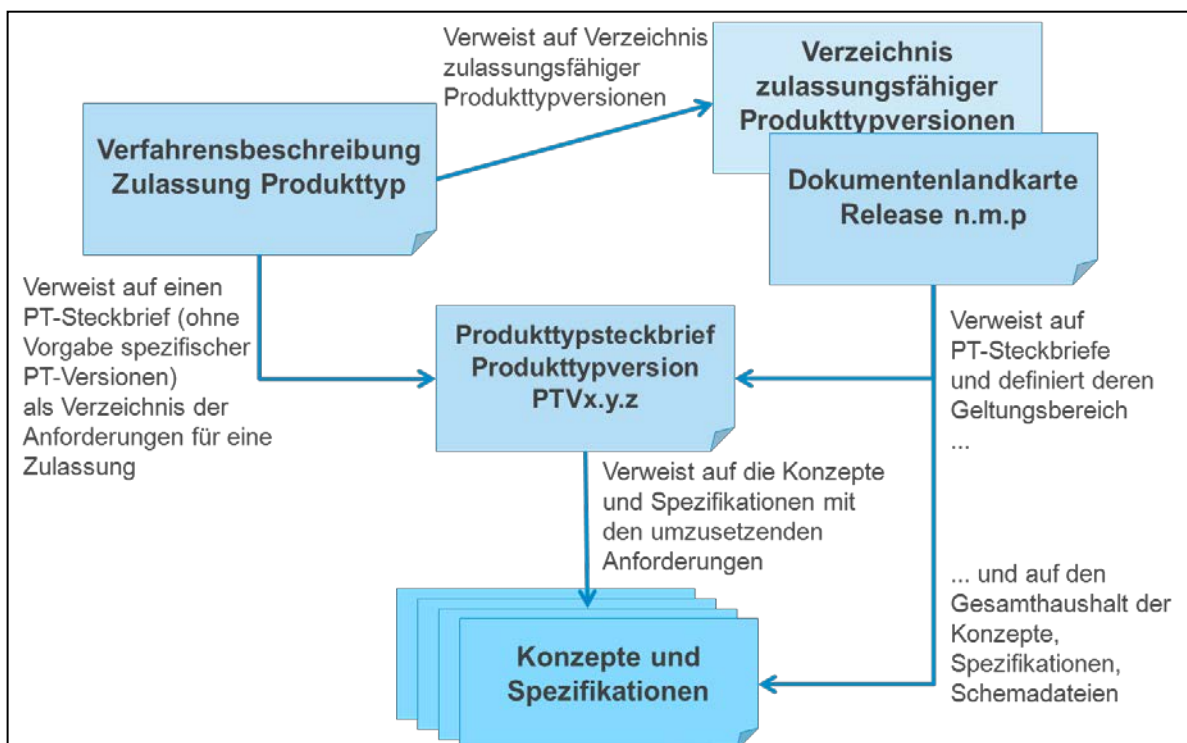 Verweist auf Verzeichnis
zulassungsfähiger
Produkttypversionen
Verzeichnis
zulassungsfähiger
Produkttypversionen
Verfahrensbeschreibung
Zulassung Produkttyp
Dokumentenlandkarte
Release n.m.p
Verweist auf einen
PT-Steckbrief (ohne
Vorgabe spezifischer
PT-Versionen)
als Verzeichnis der
Anforderungen für eine
Zulassung
Produkttypsteckbrief
Produkttypversion
PTVx.y.z
Verweist auf
PT-Steckbriefe
und definiert deren
Geltungsbereich
...
Verweist auf die Konzepte
und Spezifikationen mit
den umzusetzenden
Anforderungen
... und auf den
Gesamthaushalt der
Konzepte,
Spezifikationen,
Schemadateien
Konzepte und
Spezifikationen